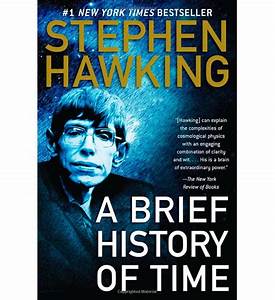 #1 NEW YORK TIMES BESTSELLER
STEPHEN
HAWKING
"[Hawking] can explain
the complexities of
cosmological physics
with an engaging
combination of clarity
and wit. . . . His is a brain
of extraordinary power."
—The New York
Review of Books
A BRIEF
HISTORY
OF TIME